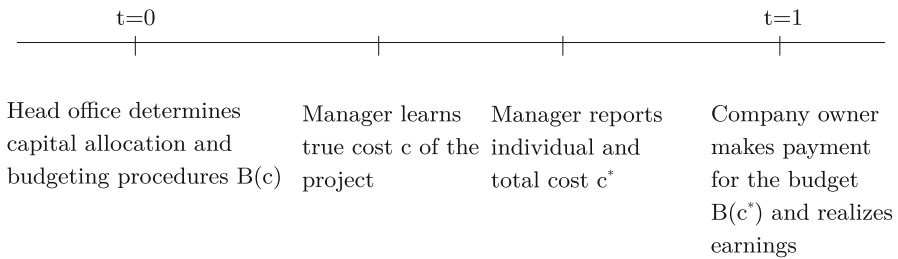 t=0
t=1
Head office determines
capital allocation and
budgeting procedures B(c)
Manager learns
true cost c of the
project
Manager reports
individual and
total cost c*
Company owner
makes payment
for the budget
B(c*) and realizes
earnings